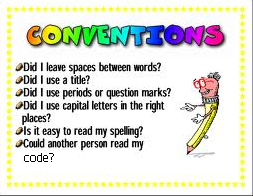 CONVENTIONS
Did I leave spaces between words?
Did I use a title?
Did I use periods or question marks?
Did I use capital letters in the right
places?
Is it easy to read my spelling?
Could another person read my
code?